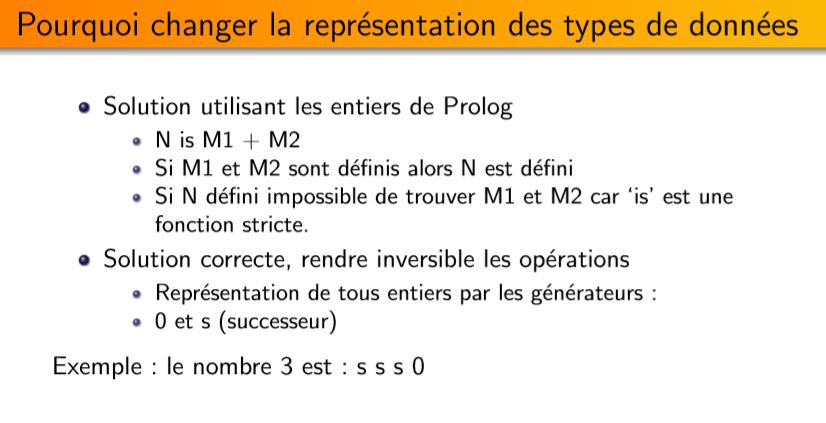 Pourquoi changer la représentation des types de données
Solution utilisant les entiers de Prolog
N is M1 + M2
Si M1 et M2 sont définis alors N est défini
Si N défini impossible de trouver M1 et M2 car ‘is’ est une
fonction stricte.
Solution correcte, rendre inversible les opérations
Représentation de tous entiers par les générateurs :
0 et s (successeur)
Exemple : le nombre 3 est : s s s 0